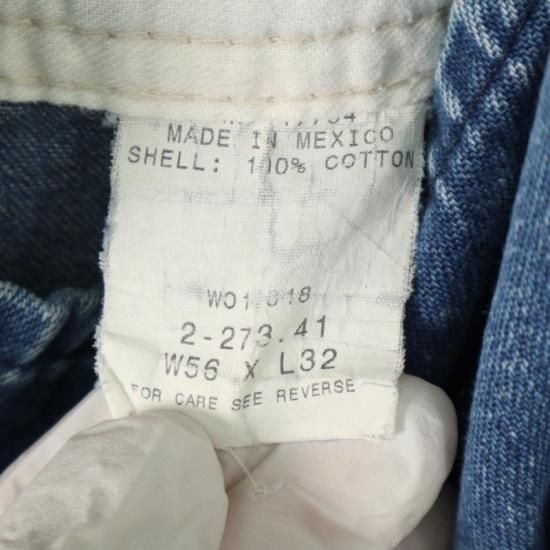 MADE IN MEXICO
SHELL: 100% COTTON
2-273.41
W56 X L32
FOR CARE SEE REVERSE